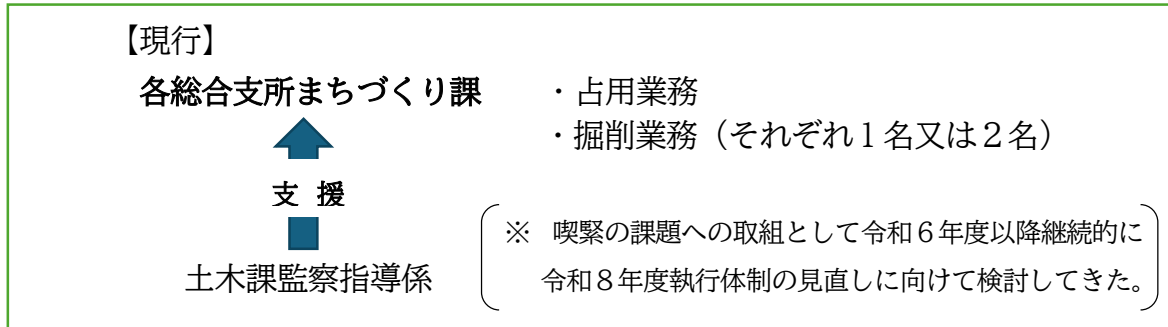 【現行】
各総合支所まちづくり課　・占用業務
・掘削業務（それぞれ１名又は２名）
支 援
※　喫緊の課題への取組として令和６年度以降継続的に
令和８年度執行体制の見直しに向けて検討してきた。
土木課監察指導係